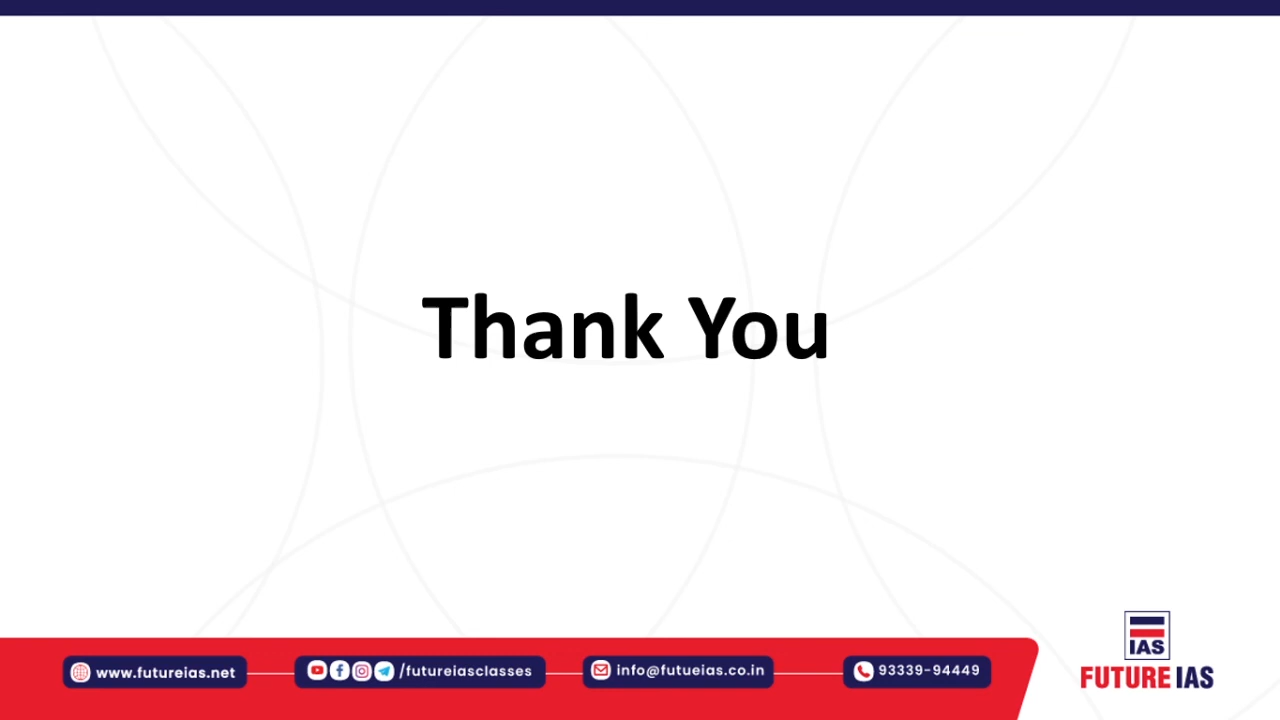 Thank You
www.futureias.net
/futureiasclasses
info@futueias.co.in
93339-94449
IAS
FUTURE IAS